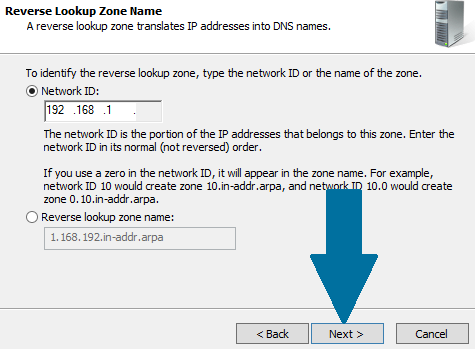 Reverse Lookup Zone Name
A reverse lookup zone translates IP addresses into DNS names.
To identify the reverse lookup zone, type the network ID or the name of the zone.
Network ID:
192 .168 .1 .
The network ID is the portion of the IP addresses that belongs to this zone. Enter the
network ID in its normal (not reversed) order.
If you use a zero in the network ID, it will appear in the zone name. For example,
network ID 10 would create zone 10.in-addr.arpa, and network ID 10.0 would create
zone 0.10.in-addr.arpa.
Reverse lookup zone name:
1.168.192.in-addr.arpa
< Back Next > Cancel